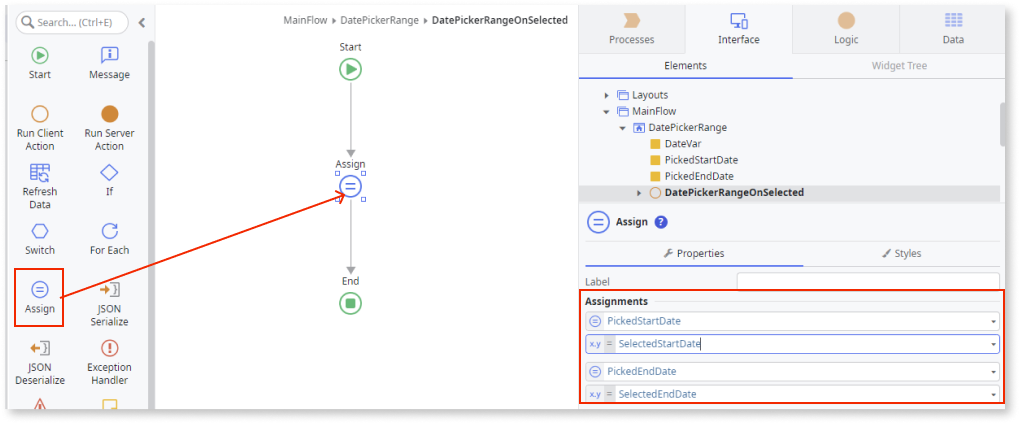 Search... (Ctrl+E)
Start
Message
Run Client
Action
Run Server
Action
Refresh
Data
If
Switch
For Each
Assign
JSON
Serialize
JSON
Deserialize
Exception
Handler
MainFlow ▸ DatePickerRange ▸ DatePickerRangeOnSelected
Start
Assign
End
Processes
Interface
Logic
Data
Elements
Widget Tree
Layouts
MainFlow
DatePickerRange
DateVar
PickedStartDate
PickedEndDate
DatePickerRangeOnSelected
Assign ?
Properties
Styles
Label
Assignments
PickedStartDate
x.y = SelectedStartDate
PickedEndDate
x.y = SelectedEndDate